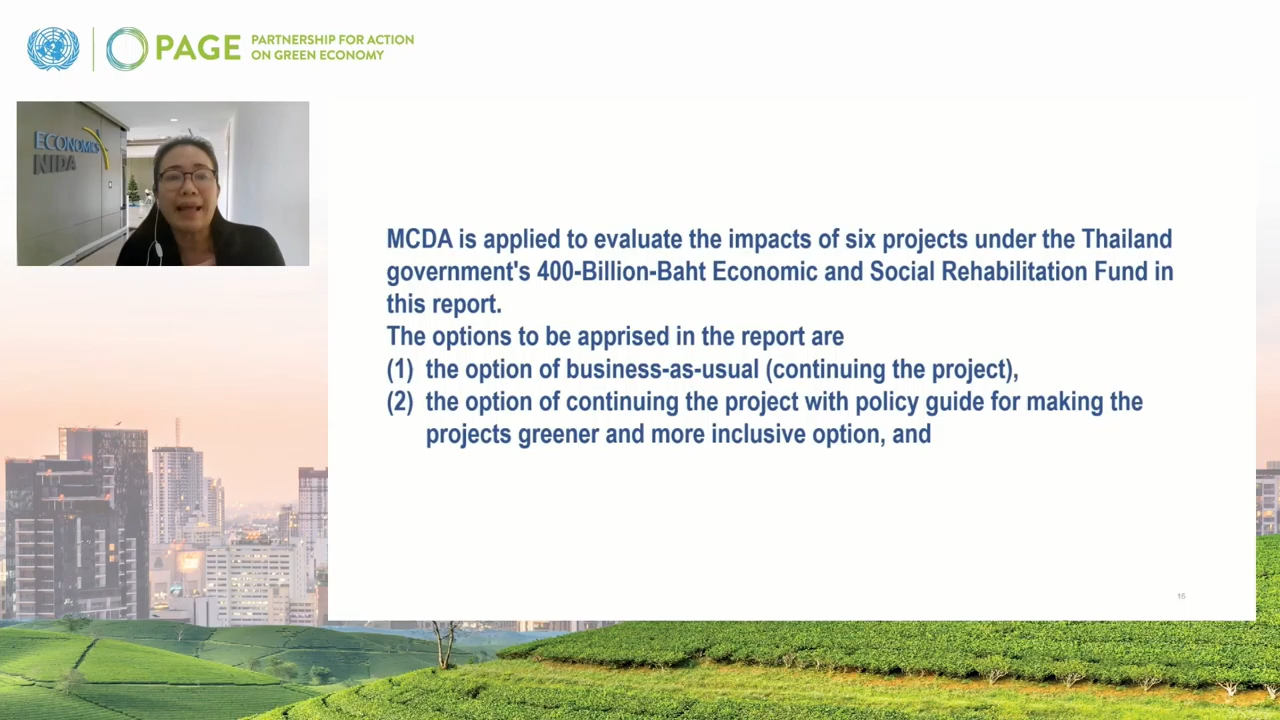 PAGE
PARTNERSHIP FOR ACTION
ON GREEN ECONOMY
ECONOMICS
NIDA
MCDA is applied to evaluate the impacts of six projects under the Thailand
government's 400-Billion-Baht Economic and Social Rehabilitation Fund in
this report.
The options to be apprised in the report are
(1) the option of business-as-usual (continuing the project),
(2) the option of continuing the project with policy guide for making the
projects greener and more inclusive option, and
15